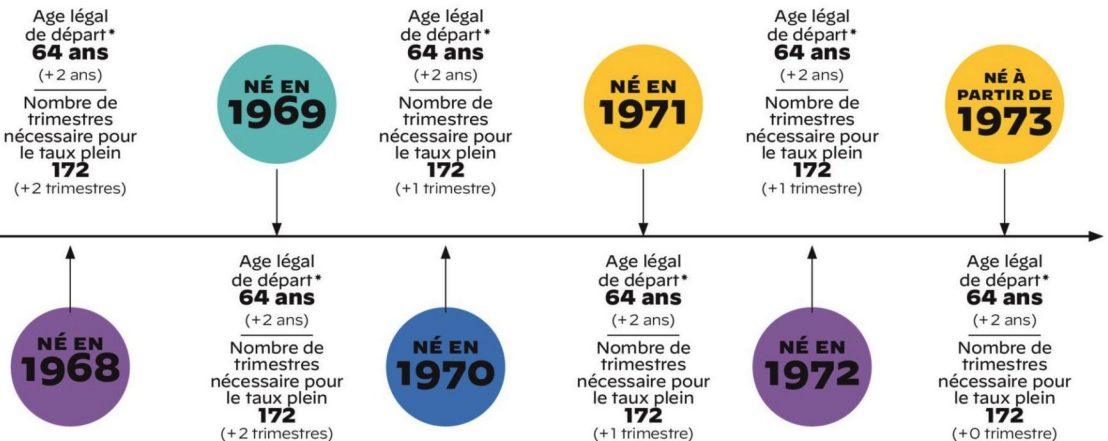 Age légal
de départ*
64 ans
(+2 ans)
Nombre de
trimestres
nécessaire pour
le taux plein
172
(+2 trimestres)
NÉ EN
1968
NÉ EN
1969
Age légal
de départ*
64 ans
(+2 ans)
Nombre de
trimestres
nécessaire pour
le taux plein
172
(+2 trimestres)
Age légal
de départ*
64 ans
(+2 ans)
Nombre de
trimestres
nécessaire pour
le taux plein
172
(+1 trimestre)
NÉ EN
1970
NÉ EN
1971
Age légal
de départ*
64 ans
(+2 ans)
Nombre de
trimestres
nécessaire pour
le taux plein
172
(+1 trimestre)
Age légal
de départ*
64 ans
(+2 ans)
Nombre de
trimestres
nécessaire pour
le taux plein
172
(+1 trimestre)
NÉ EN
1972
NÉ À
PARTIR DE
1973
Age légal
de départ*
64 ans
(+2 ans)
Nombre de
trimestres
nécessaire pour
le taux plein
172
(+0 trimestre)